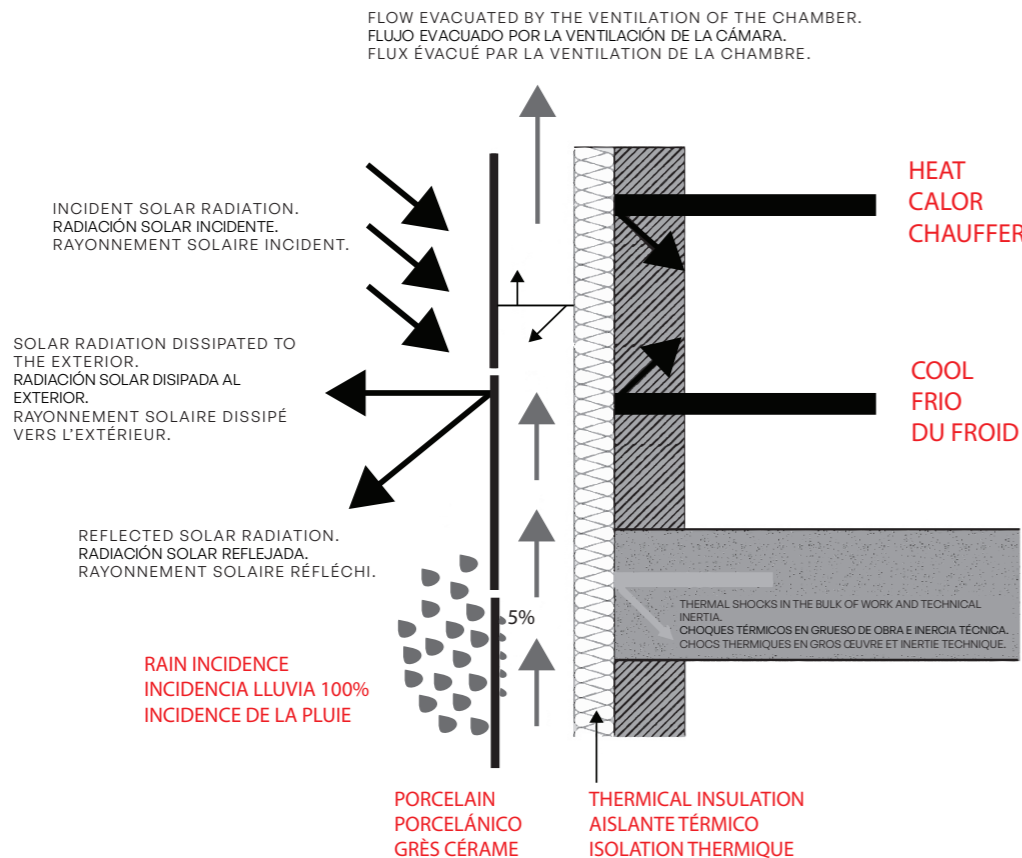 FLOW EVACUATED BY THE VENTILATION OF THE CHAMBER.
FLUJO EVACUADO POR LA VENTILACIÓN DE LA CÁMARA.
FLUX ÉVACUÉ PAR LA VENTILATION DE LA CHAMBRE.
INCIDENT SOLAR RADIATION.
RADIACIÓN SOLAR INCIDENTE.
RAYONNEMENT SOLAIRE INCIDENT.
HEAT
CALOR
CHAUFFER
SOLAR RADIATION DISSIPATED TO
THE EXTERIOR.
RADIACIÓN SOLAR DISIPADA AL
EXTERIOR.
RAYONNEMENT SOLAIRE DISSIPÉ
VERS L'EXTÉRIEUR.
COOL
FRIO
DU FROID
REFLECTED SOLAR RADIATION.
RADIACIÓN SOLAR REFLEJADA.
RAYONNEMENT SOLAIRE RÉFLÉCHI.
5%
THERMAL SHOCKS IN THE BULK OF WORK AND TECHNICAL
INERTIA.
CHOQUES TÉRMICOS EN GRUESO DE OBRA E INERCIA TÉCNICA.
CHOCS THERMIQUES EN GROS ŒUVRE ET INERTIE TECHNIQUE.
RAIN INCIDENCE
INCIDENCIA LLUVIA 100%
INCIDENCE DE LA PLUIE
PORCELAIN
PORCELÁNICO
GRÈS CÉRAME
THERMICAL INSULATION
AISLANTE TÉRMICO
ISOLATION THERMIQUE